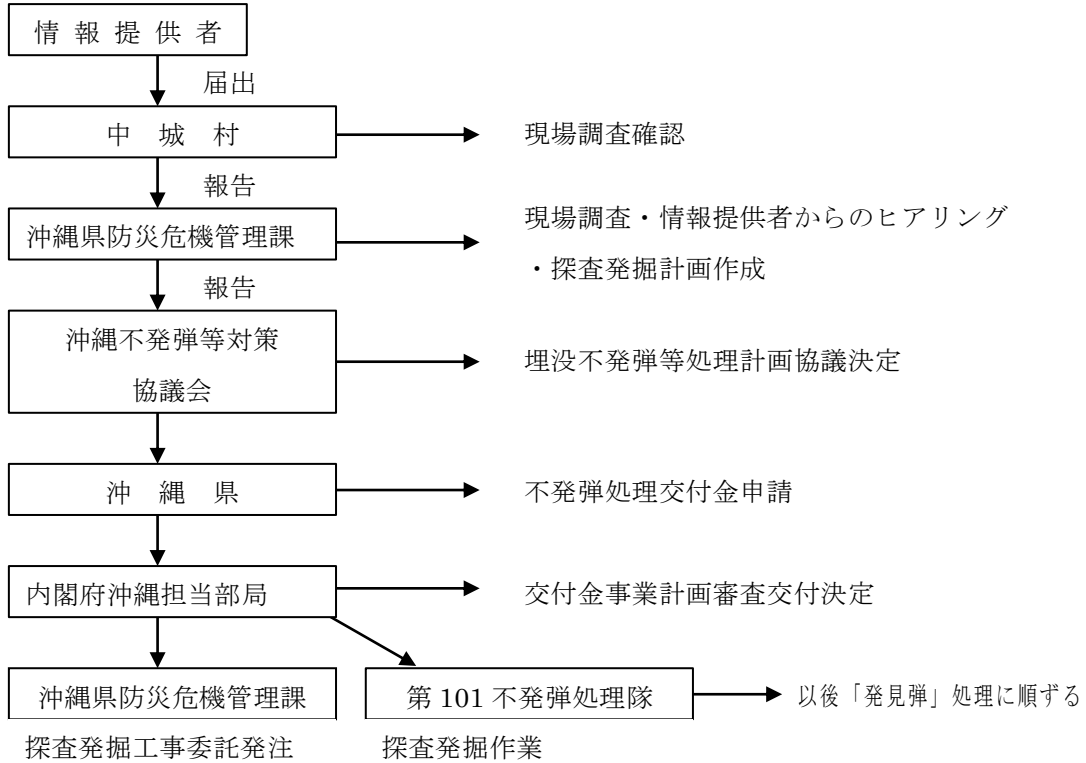 情 報 提 供 者
届出
中 城 村
現場調査確認
報告
沖縄県防災危機管理課
現場調査・情報提供者からのヒアリング
・探査発掘計画作成
報告
沖縄不発弾等対策
協議会
埋没不発弾等処理計画協議決定
沖 縄 県
不発弾処理交付金申請
内閣府沖縄担当部局
交付金事業計画審査交付決定
沖縄県防災危機管理課
第 101 不発弾処理隊
以後「発見弾」処理に順ずる
探査発掘工事委託発注
探査発掘作業